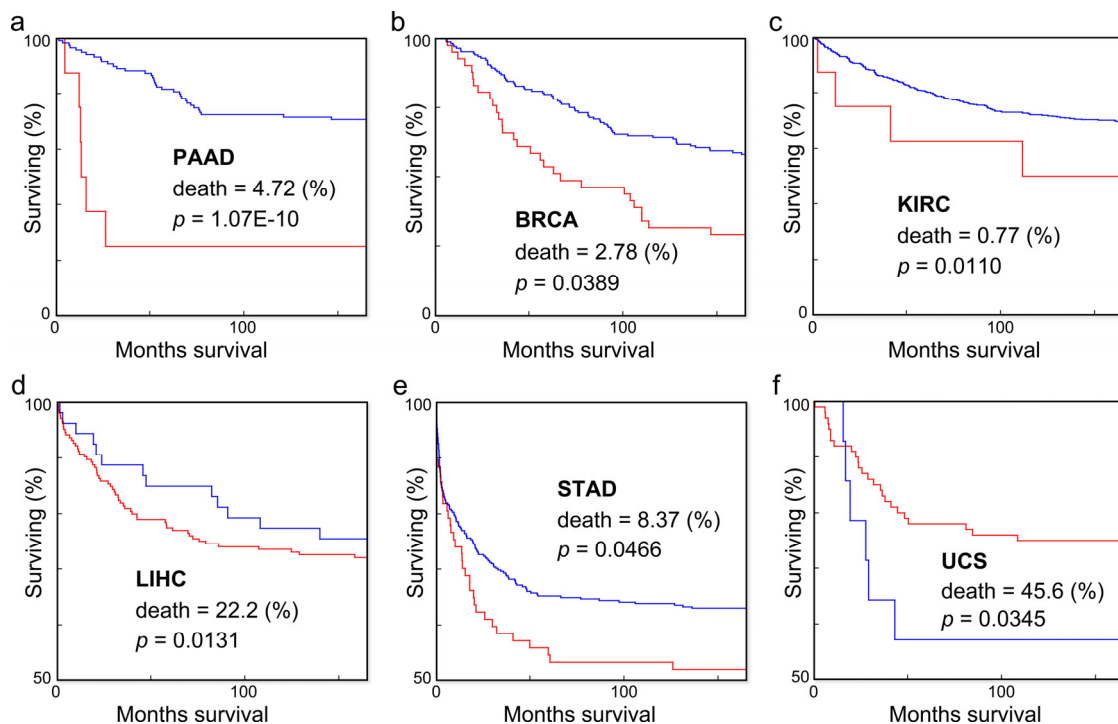 a
100
Surviving (%)
PAAD
death = 4.72 (%)
p = 1.07E-10
0
0
100
Months survival
b
100
Surviving (%)
BRCA
death = 2.78 (%)
p = 0.0389
0
0
100
Months survival
c
100
Surviving (%)
KIRC
death = 0.77 (%)
p = 0.0110
0
0
100
Months survival
d
100
Surviving (%)
LIHC
death = 22.2 (%)
p = 0.0131
50
0
100
Months survival
e
100
Surviving (%)
STAD
death = 8.37 (%)
p = 0.0466
50
0
100
Months survival
f
100
Surviving (%)
UCS
death = 45.6 (%)
p = 0.0345
50
0
100
Months survival